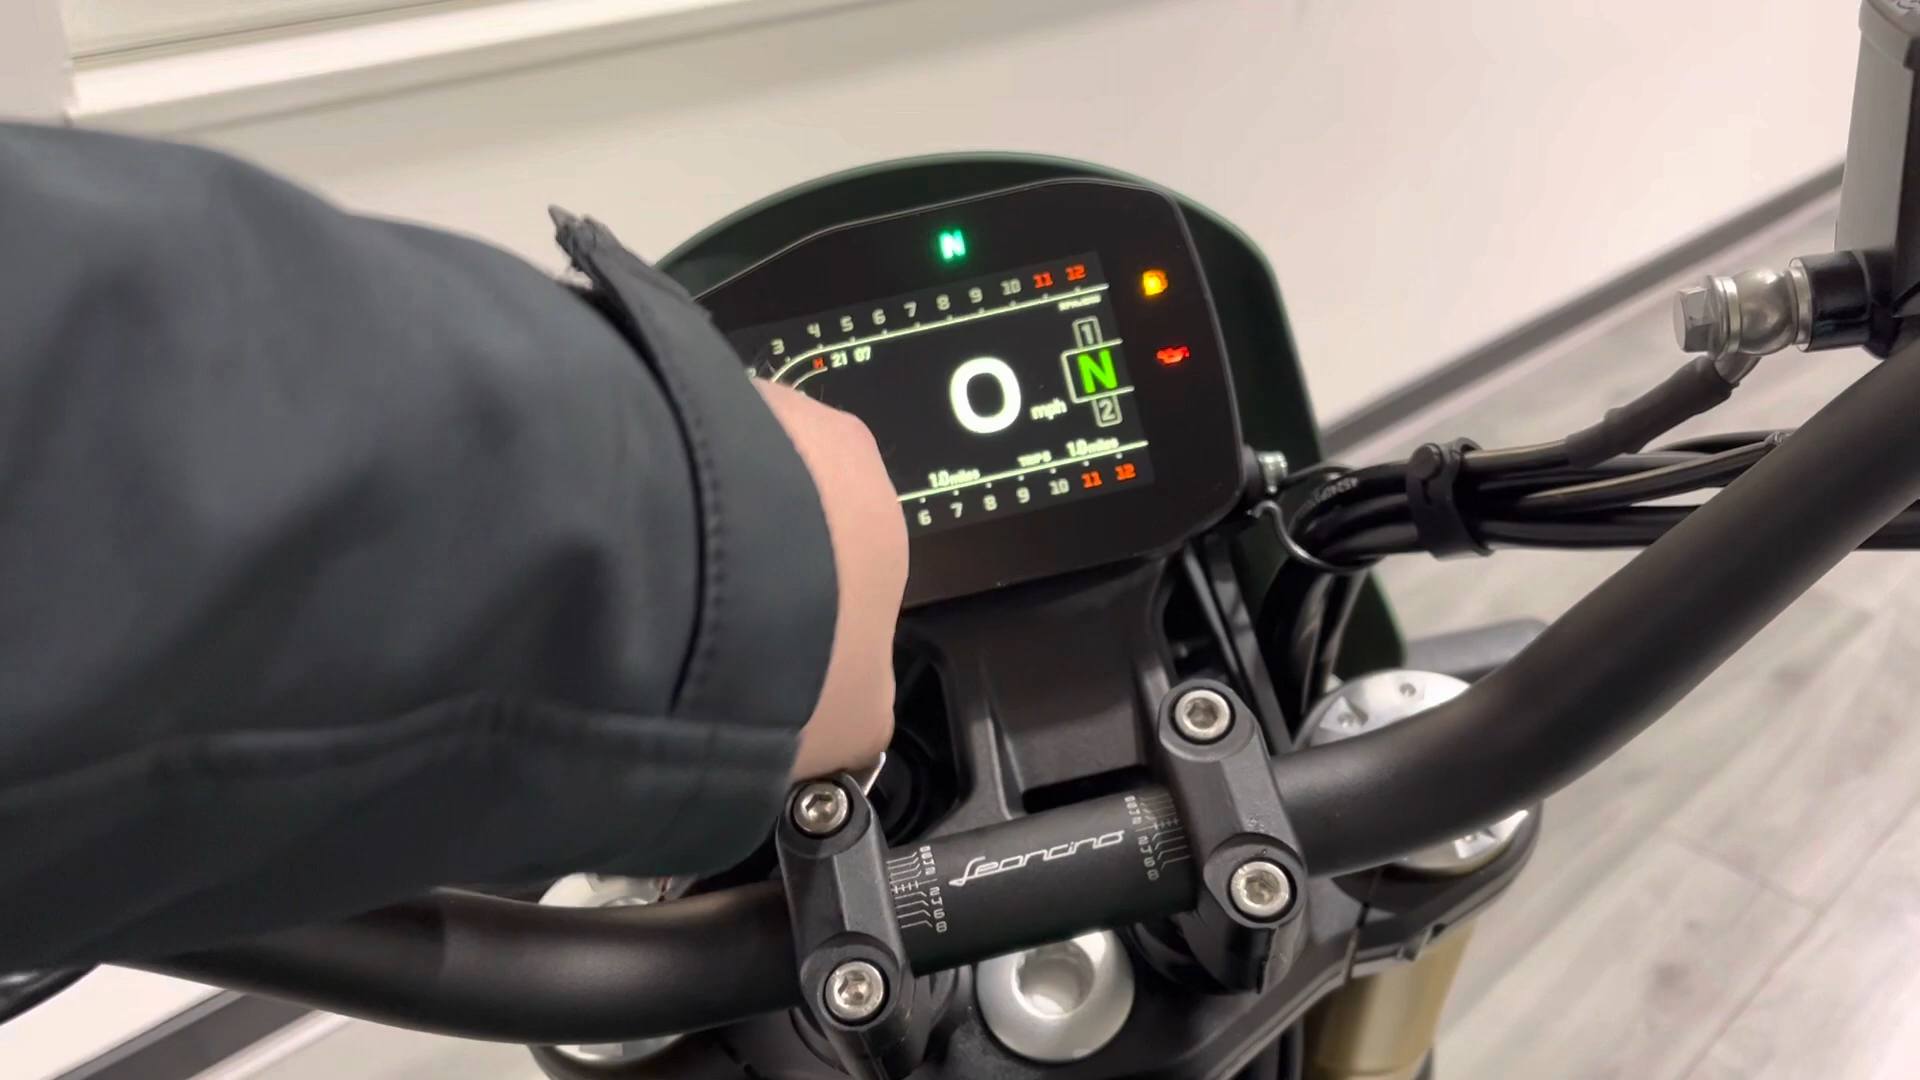 N
3 4 5 6 7 8 9 10 11 12
H 21 07
1
0 mph N
2
1.0 miles TRIP B 1.0 miles
6 7 8 9 10 11 12
Leoncino